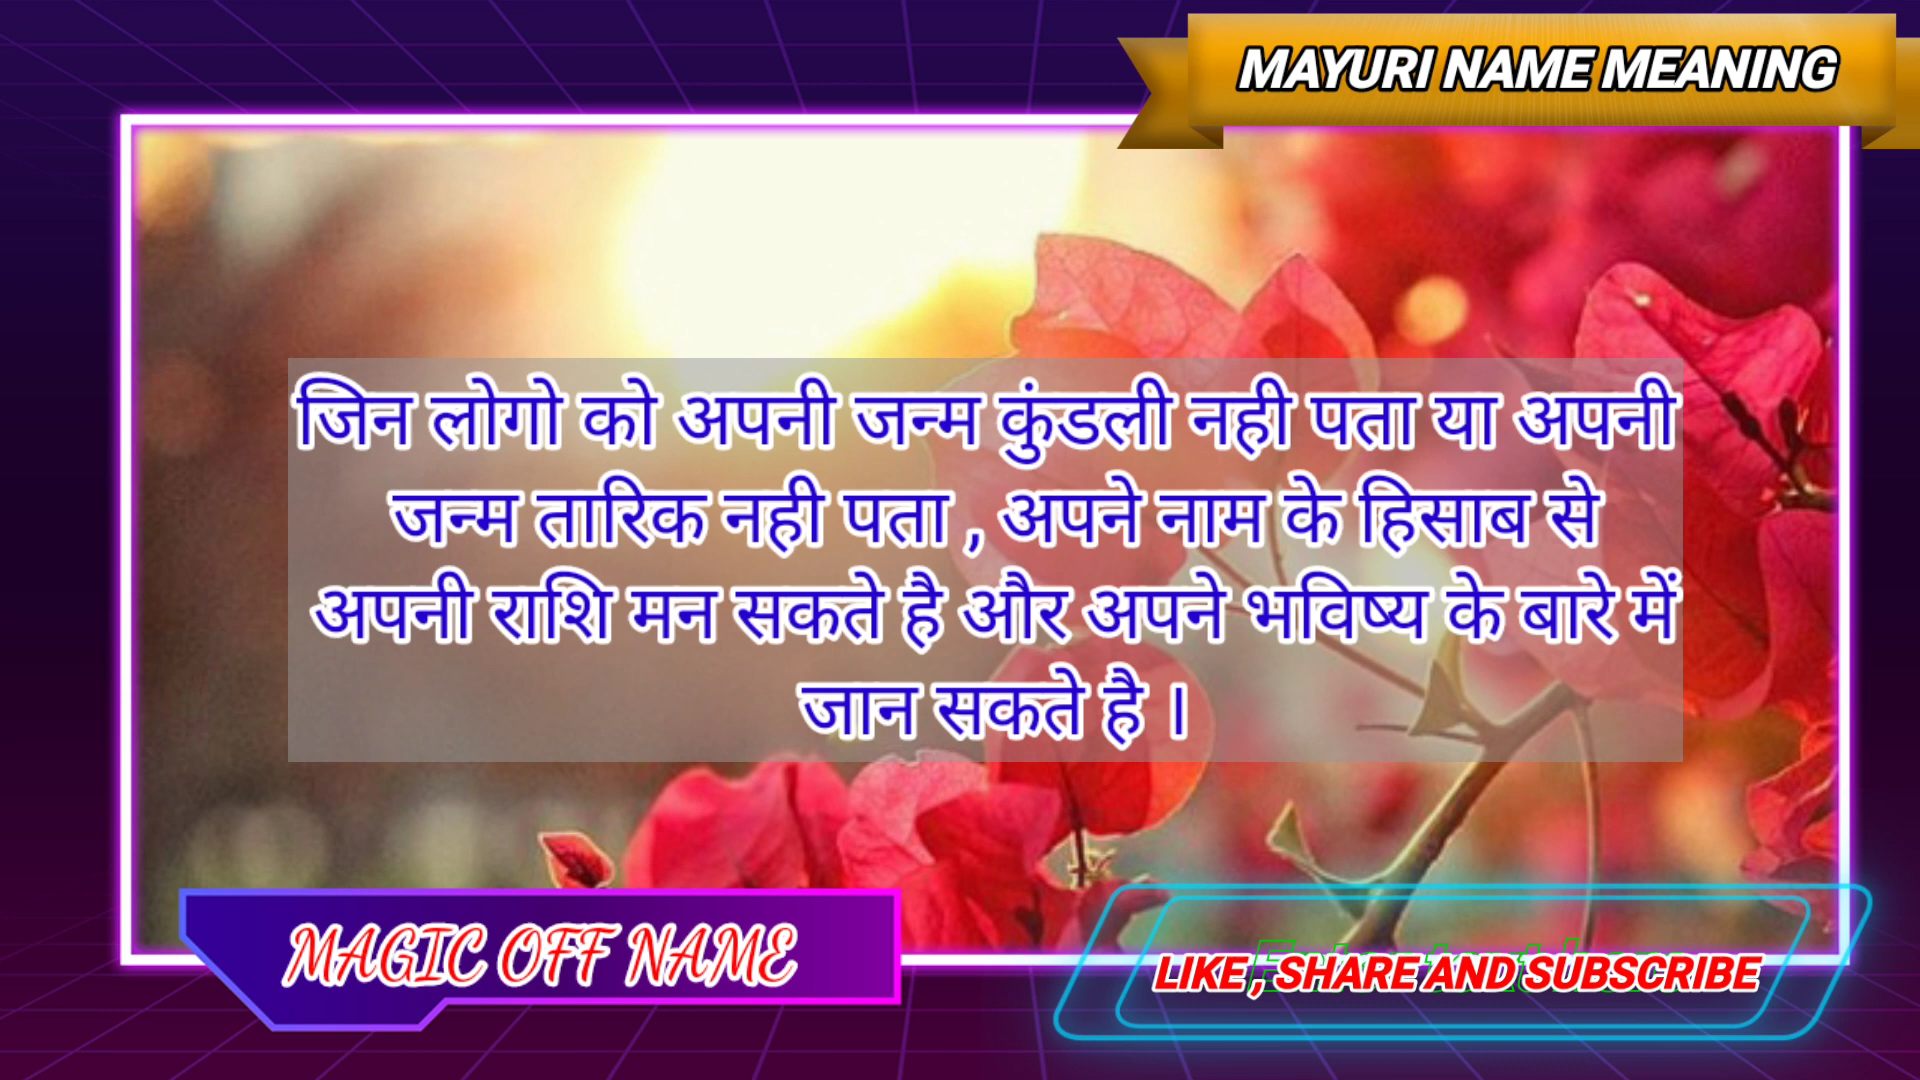 MAYURI NAME MEANING
जिन लोगो को अपनी जन्म कुंडली नही पता या अपनी
जन्म तारिक नही पता , अपने नाम के हिसाब से
अपनी राशि मन सकते है और अपने भविष्य के बारे में
जान सकते है ।
MAGIC OFF NAME
LIKE , SHARE AND SUBSCRIBE